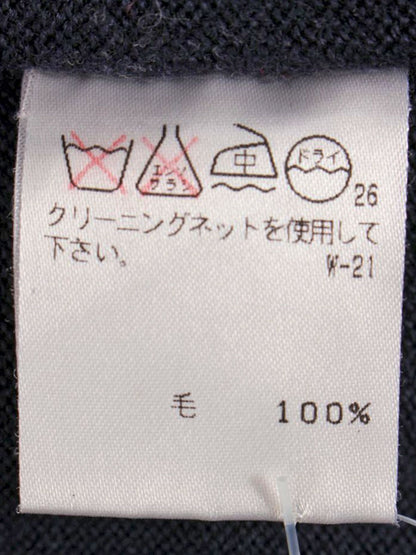 エンソ
サラシ
中
ドライ
26
クリーニングネットを使用して
下さい。
W-21
毛 100%